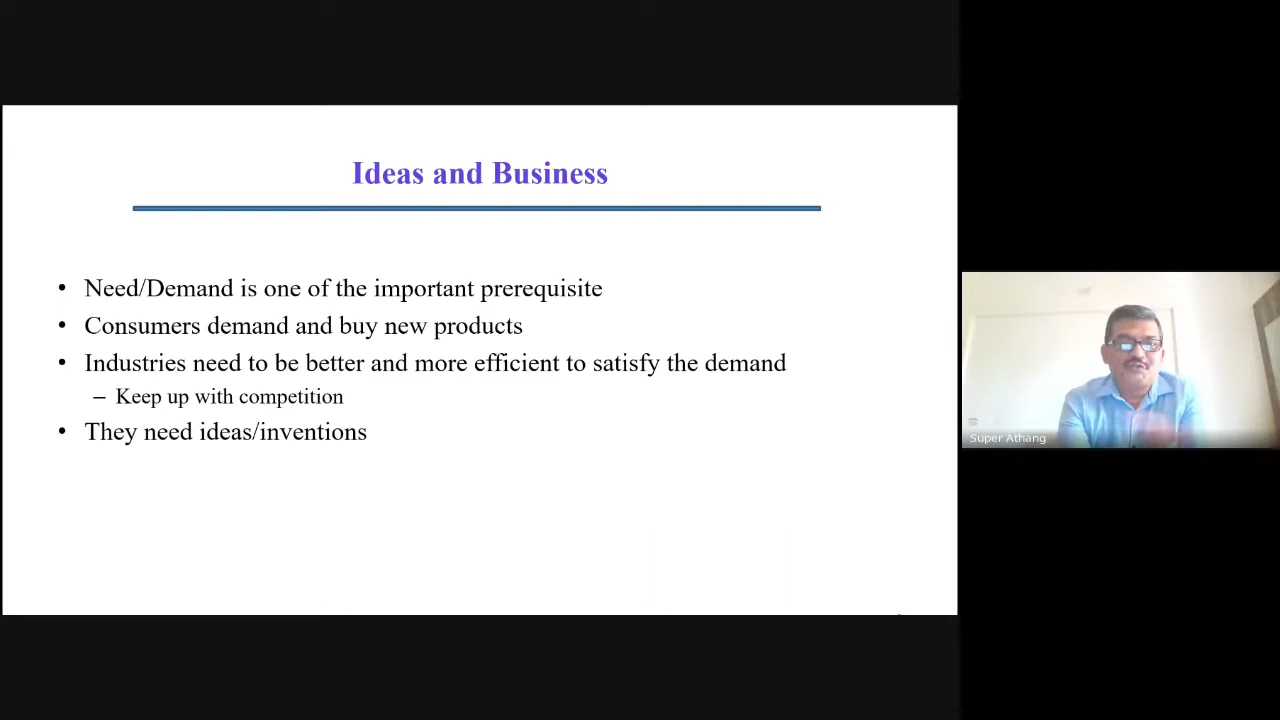 Ideas and Business
• Need/Demand is one of the important prerequisite
• Consumers demand and buy new products
• Industries need to be better and more efficient to satisfy the demand
– Keep up with competition
• They need ideas/inventions
Super Athang